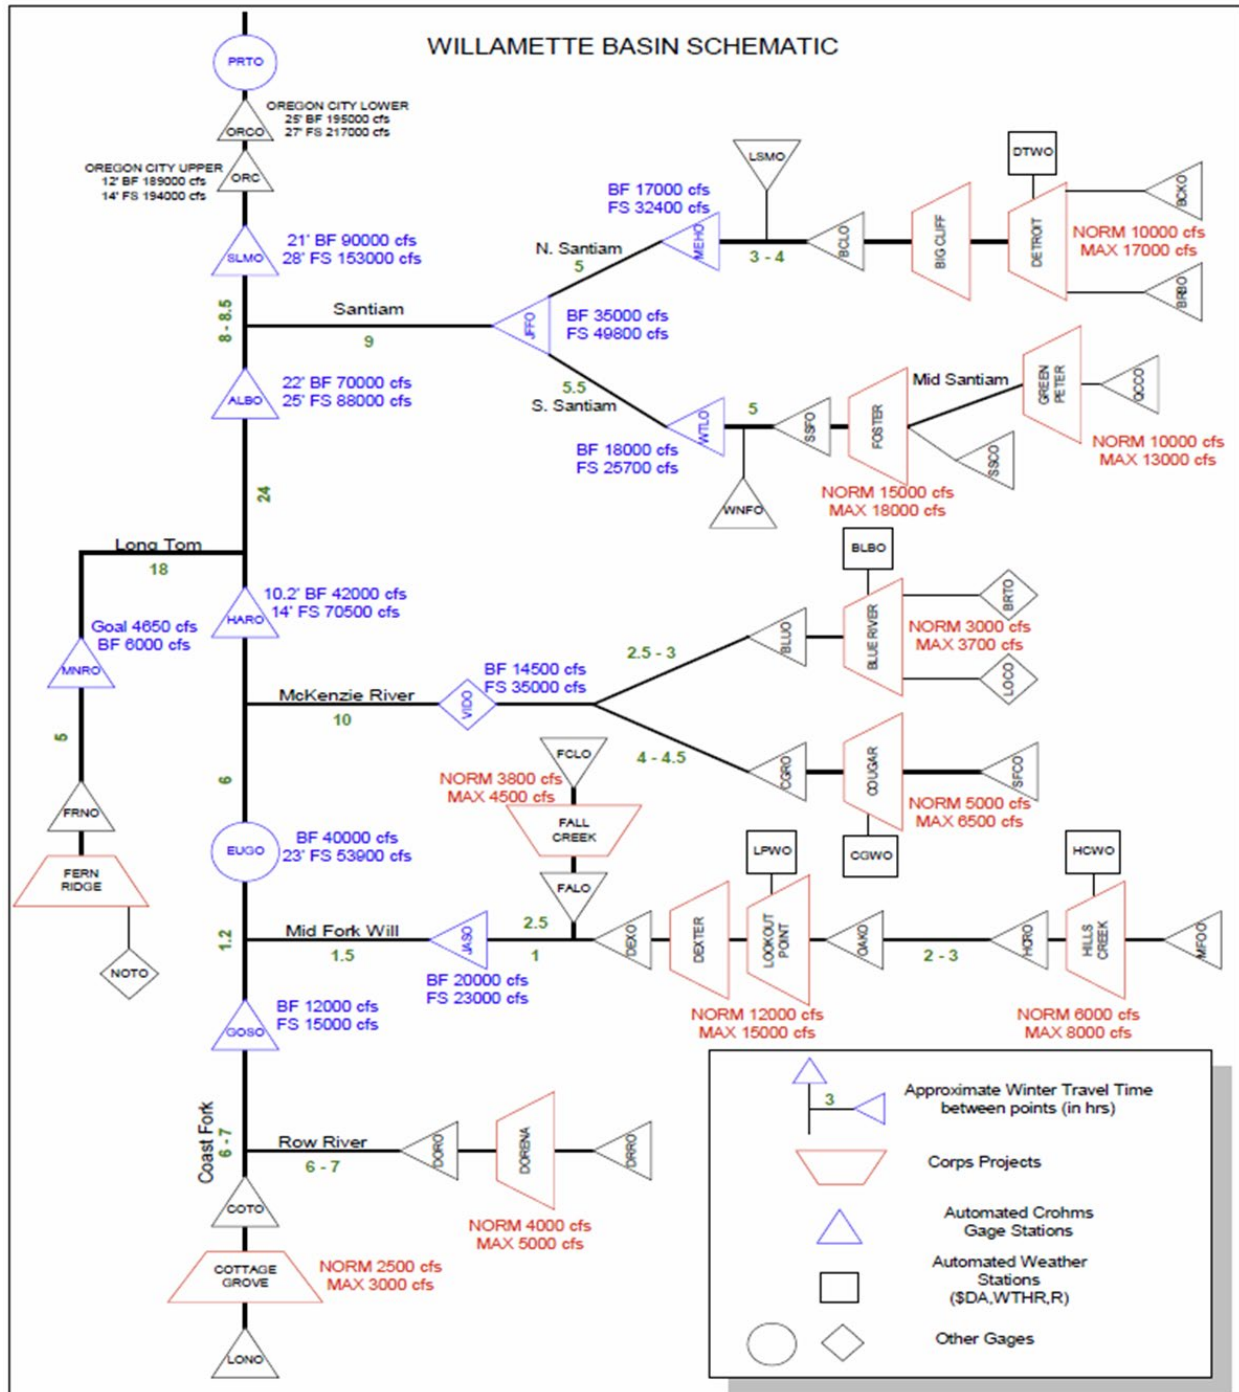 WILLAMETTE BASIN SCHEMATIC
PRTO
OREGON CITY LOWER
25' BF 195000 cfs
27' FS 217000 cfs
ORCO
OREGON CITY UPPER
12' BF 189000 cfs
14' FS 194000 cfs
ORC
LSMO
DTWO
BCKO
BF 17000 cfs
FS 32400 cfs
MEHO
BCLO
BIG CLIFF
DETROIT
NORM 10000 cfs
MAX 17000 cfs
21' BF 90000 cfs
28' FS 153000 cfs
SLMO
N. Santiam
5
3 - 4
BRBO
8 - 8.5
Santiam
9
JFFO
BF 35000 cfs
FS 49800 cfs
22' BF 70000 cfs
25' FS 88000 cfs
ALBO
5.5
S. Santiam
WTLO
5
SSFO
FOSTER
Mid Santiam
GREEN
PETER
QCCO
BF 18000 cfs
FS 25700 cfs
SSCO
NORM 10000 cfs
MAX 13000 cfs
24
WNFO
NORM 15000 cfs
MAX 18000 cfs
Long Tom
18
BLBO
10.2' BF 42000 cfs
14' FS 70500 cfs
HARO
Goal 4650 cfs
BF 6000 cfs
MNRO
2.5 - 3
BLUO
BLUE RIVER
BRTO
NORM 3000 cfs
MAX 3700 cfs
LOCO
BF 14500 cfs
FS 35000 cfs
McKenzie River
10
VIDO
5
6
4 - 4.5
CGRO
COUGAR
SFCO
NORM 5000 cfs
MAX 6500 cfs
FCLO
NORM 3800 cfs
MAX 4500 cfs
FALL
CREEK
FRNO
BF 40000 cfs
23' FS 53900 cfs
EUGO
LPWO
CGWO
HCWO
FERN
RIDGE
FALO
1.2
Mid Fork Will
1.5
JASO
2.5
1
DEXO
DEXTER
LOOKOUT
POINT
OAKO
2 - 3
HCRO
HILLS
CREEK
MFOO
NOTO
BF 20000 cfs
FS 23000 cfs
BF 12000 cfs
FS 15000 cfs
GOSO
NORM 12000 cfs
MAX 15000 cfs
NORM 6000 cfs
MAX 8000 cfs
Coast Fork
6 - 7
Row River
6 - 7
DORO
DORENA
DRRO
COTO
NORM 4000 cfs
MAX 5000 cfs
COTTAGE
GROVE
NORM 2500 cfs
MAX 3000 cfs
LONO
3
Approximate Winter Travel Time
between points (in hrs)
Corps Projects
Automated Crohms
Gage Stations
Automated Weather
Stations
($DA,WTHR,R)
Other Gages